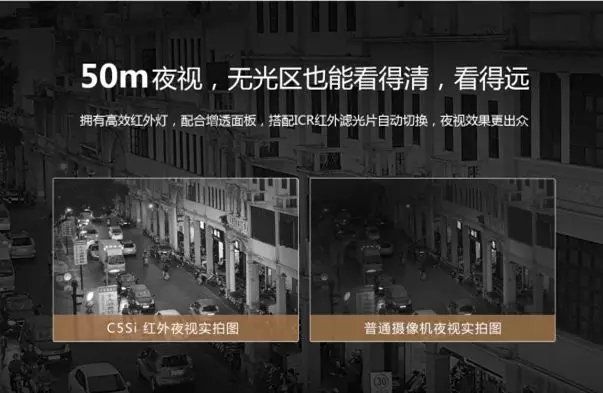 50m夜视，无光区也能看得清，看得远
拥有高效红外灯，配合增透面板，搭配ICR红外滤光片自动切换，夜视效果更出众
C5Si 红外夜视实拍图
普通摄像机夜视实拍图